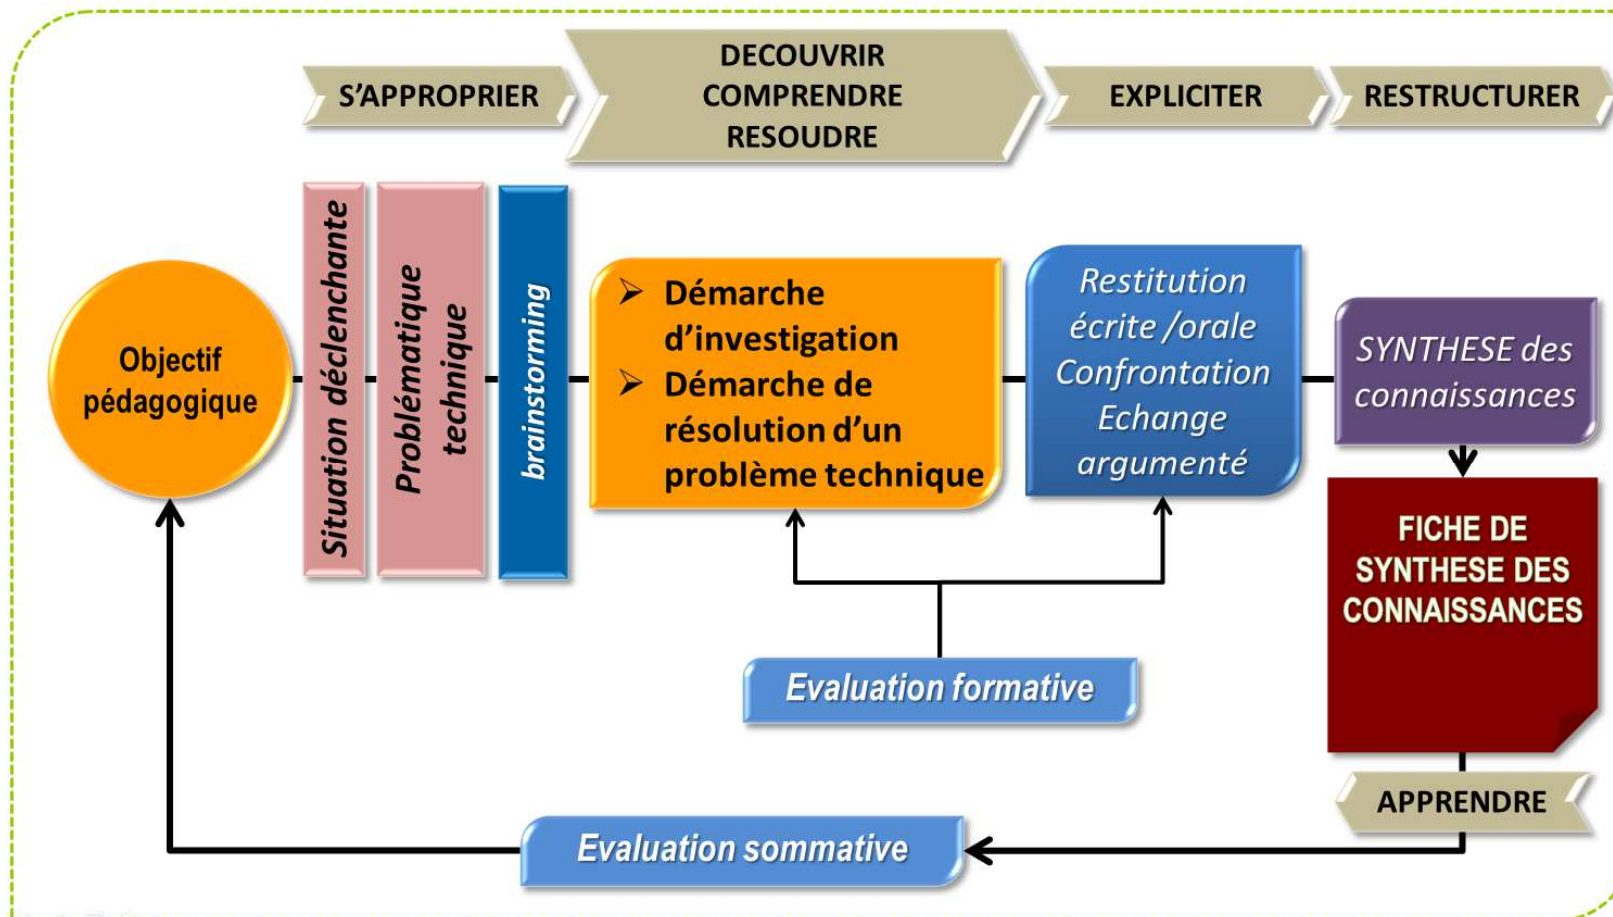 S'APPROPRIER
DECOUVRIR
COMPRENDRE
RESOUDRE
EXPLICITER
RESTRUCTURER
Objectif
pédagogique
Situation déclenchante
Problématique
technique
brainstorming
➢ Démarche
d'investigation
➢ Démarche de
résolution d'un
problème technique
Restitution
écrite /orale
Confrontation
Echange
argumenté
SYNTHESE des
connaissances
FICHE DE
SYNTHESE DES
CONNAISSANCES
Evaluation formative
APPRENDRE
Evaluation sommative